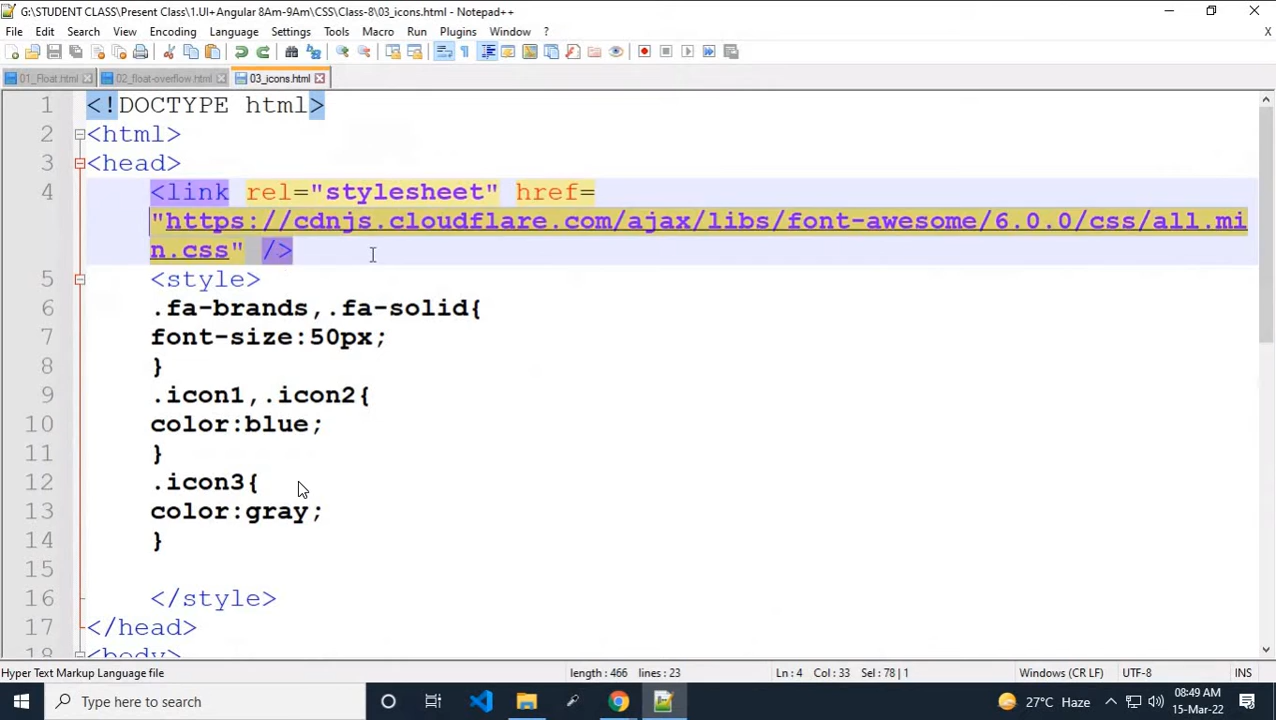 G:\STUDENT CLASS\Present Class\1.UI+Angular 8Am-9Am\CSS\Class-8\03_icons.html - Notepad++
File Edit Search View Encoding Language Settings Tools Macro Run Plugins Window ? X
01_Float.html 02_float-overflow.html 03_icons.html
1 <!DOCTYPE html>
2 <html>
3 <head>
4 <link rel="stylesheet" href=
"https://cdnjs.cloudflare.com/ajax/libs/font-awesome/6.0.0/css/all.mi
n.css" />
5 <style>
6 .fa-brands,.fa-solid{
7 font-size:50px;
8 }
9 .icon1,.icon2{
10 color:blue;
11 }
12 .icon3{
13 color:gray;
14 }
15
16 </style>
17 </head>
18 <body>
Hyper Text Markup Language file length : 466 lines : 23 Ln : 4 Col : 33 Sel : 78 | 1 Windows (CR LF) UTF-8 INS
Type here to search 27°C Haze 08:49 AM
15-Mar-22